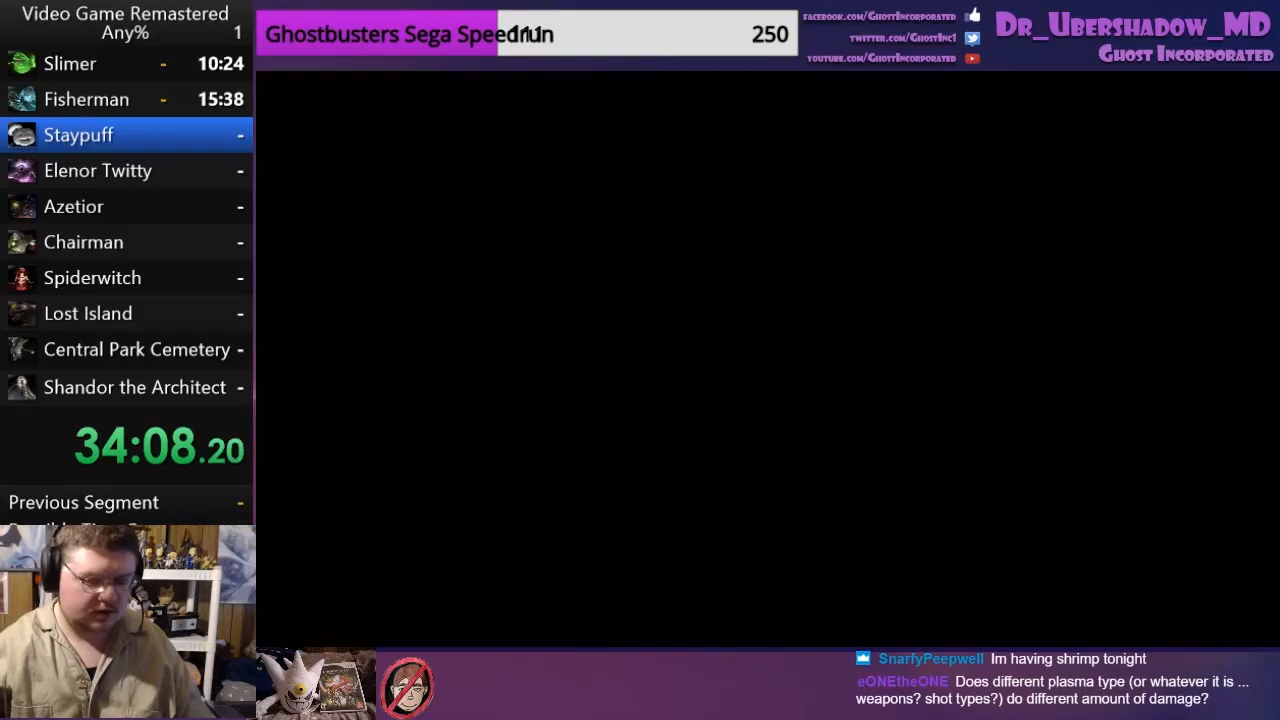 Video Game Remastered
Any% 1
Slimer - 10:24
Fisherman - 15:38
Staypuff -
Elenor Twitty -
Azetior -
Chairman -
Spiderwitch -
Lost Island -
Central Park Cemetery -
Shandor the Architect -
34:08.20
Previous Segment -
Ghostbusters Sega Speedrun 250
facebook.com/GhostIncorporated
twitter.com/GhostInc1
youtube.com/GhostIncorporated
Dr_Ubershadow_MD
Ghost Incorporated
SnarfyPeepwell Im having shrimp tonight
eONEtheONE Does different plasma type (or whatever it is ...
weapons? shot types?) do different amount of damage?